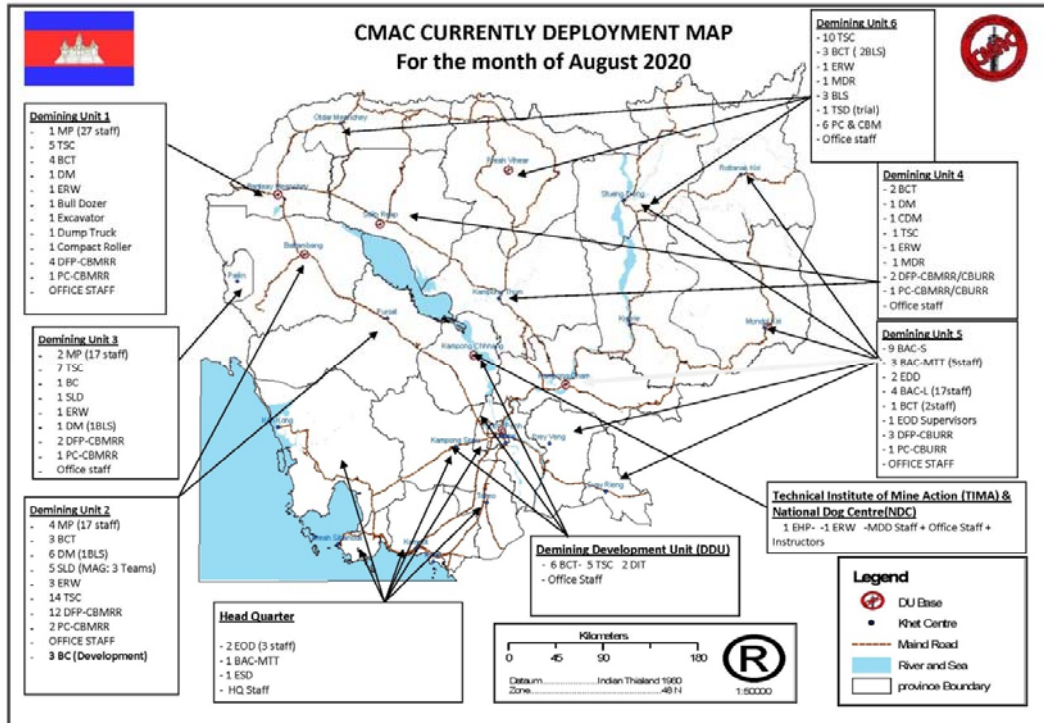 CMAC CURRENTLY DEPLOYMENT MAP
For the month of August 2020
CMAC
Demining Unit 6
- 10 TSC
- 3 BCT ( 2BLS)
- 1 ERW
- 1 MDR
- 3 BLS
- 1 TSD (trial)
- 6 PC & CBM
- Office staff
Demining Unit 1
- 1 MP (27 staff)
- 5 TSC
- 4 BCT
- 1 DM
- 1 ERW
- 1 Bull Dozer
- 1 Excavator
- 1 Dump Truck
- 1 Compact Roller
- 4 DFP-CBMRR
- 1 PC-CBMRR
- OFFICE STAFF
Demining Unit 4
- 2 BCT
- 1 DM
- 1 CDM
- 1 TSC
- 1 ERW
- 1 MDR
- 2 DFP-CBMRR/CBURR
- 1 PC-CBMRR/CBURR
- Office staff
Demining Unit 3
- 2 MP (17 staff)
- 7 TSC
- 1 BC
- 1 SLD
- 1 ERW
- 1 DM (1BLS)
- 2 DFP-CBMRR
- 1 PC-CBMRR
- Office staff
Demining Unit 5
- 9 BAC-S
- 3 BAC-MTT (5staff)
- 2 EDD
- 4 BAC-L (17staff)
- 1 BCT (2staff)
- 1 EOD Supervisors
- 3 DFP-CBURR
- 1 PC-CBURR
- OFFICE STAFF
Demining Unit 2
- 4 MP (17 staff)
- 3 BCT
- 6 DM (1BLS)
- 5 SLD (MAG: 3 Teams)
- 3 ERW
- 14 TSC
- 12 DFP-CBMRR
- 2 PC-CBMRR
- OFFICE STAFF
- 3 BC (Development)
Technical Institute of Mine Action (TIMA) &
National Dog Centre(NDC)
1 EHP- -1 ERW -MDD Staff + Office Staff +
Instructors
Demining Development Unit (DDU)
- 6 BCT- 5 TSC 2 DIT
- Office Staff
Head Quarter
- 2 EOD (3 staff)
- 1 BAC-MTT
- 1 ESD
- HQ Staff
Otdar Meanchey
Preah Vihear
Rattanak Kiri
Stueng Treng
Banteay Meanchey
Siem Reap
Battambang
Pailin
Kampong Thom
Pursat
Kratie
Mondol Kiri
Kampong Chhnang
Kampong Cham
Koh Kong
Kampong Speu
Prey Veng
Svay Rieng
Takeo
Preah Sihanouk
Kampot
Kilometers
0 45 90 180
Dataum Indian Thialand 1960
Zone 48 N
R
1:50000
Legend
DU Base
Khet Centre
Maind Road
River and Sea
province Boundary